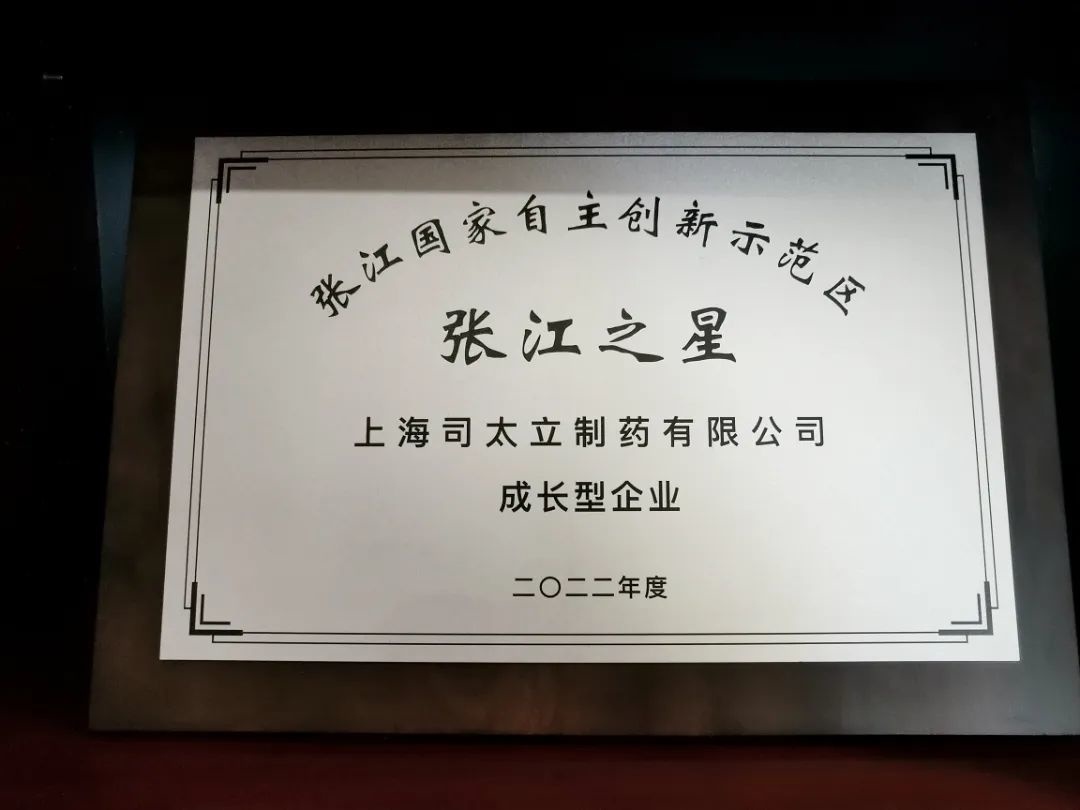 张江国家自主创新示范区
张江之星
上海司太立制药有限公司
成长型企业
二〇二二年度